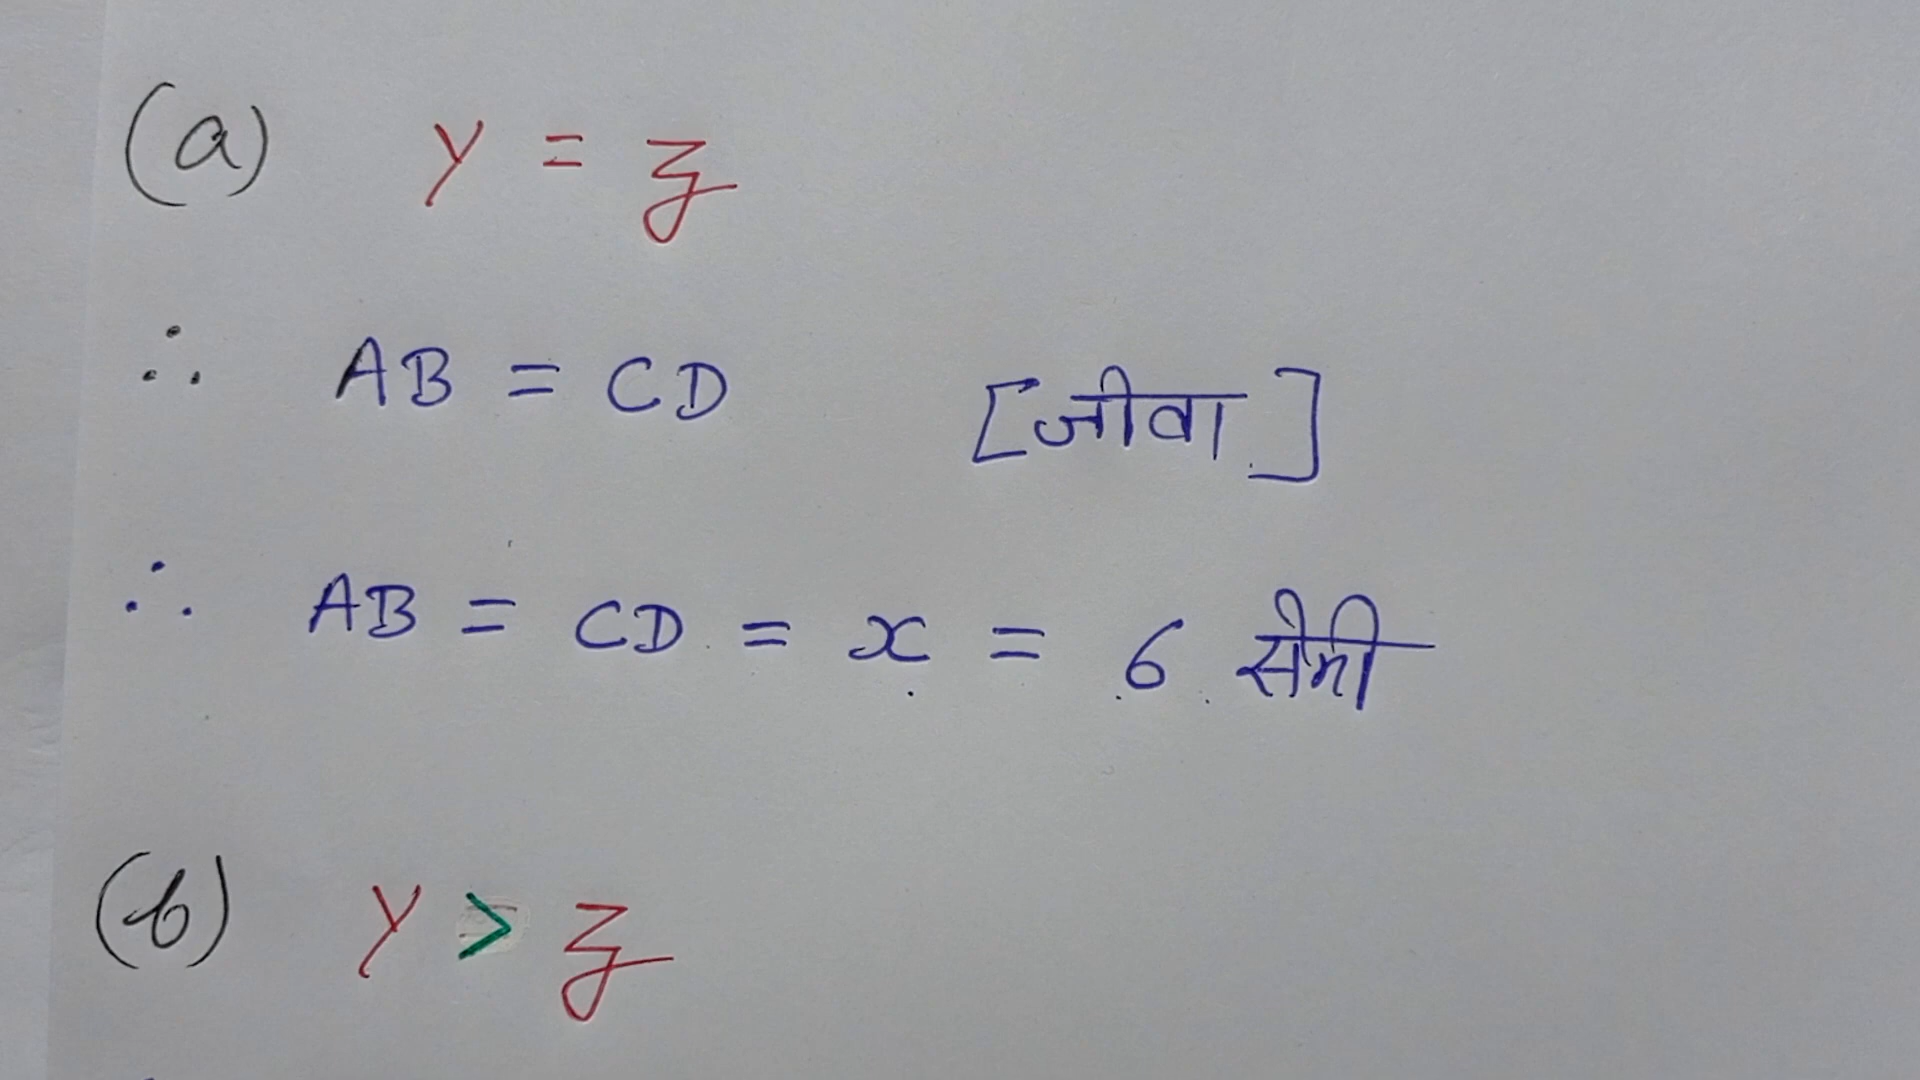 (a) y = z
∴ AB = CD [जीवा]
∴ AB = CD = x = 6 सेमी
(b) y > z